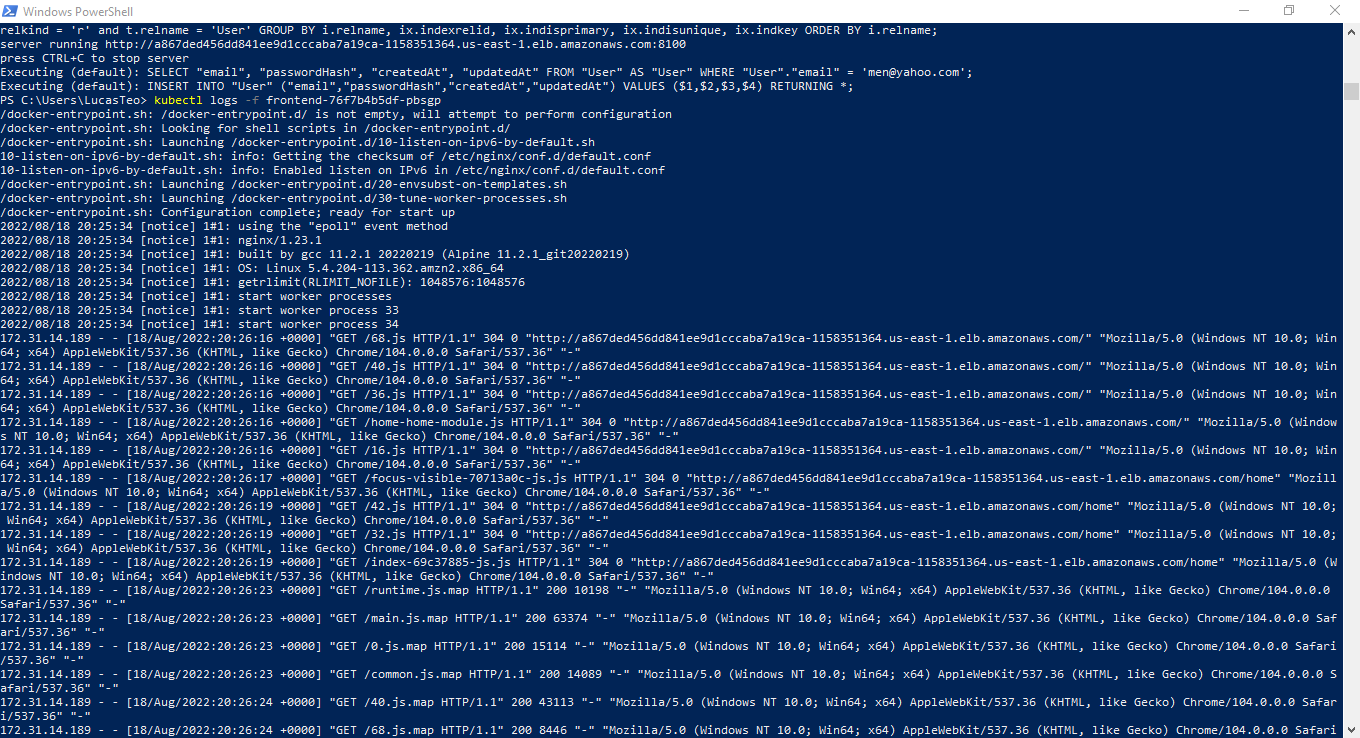 Windows PowerShell
relkind = 'r' and t.relname = 'User' GROUP BY i.relname, ix.indexrelid, ix.indisprimary, ix.indisunique, ix.indkey ORDER BY i.relname;
server running http://a867ded456dd841ee9d1cccaba7a19ca-1158351364.us-east-1.elb.amazonaws.com:8100
press CTRL+C to stop server
Executing (default): SELECT "email", "passwordHash", "createdAt", "updatedAt" FROM "User" AS "User" WHERE "User"."email" = 'men@yahoo.com';
Executing (default): INSERT INTO "User" ("email","passwordHash","createdAt","updatedAt") VALUES ($1,$2,$3,$4) RETURNING *;
PS C:\Users\LucasTeo> kubectl logs -f frontend-76f7b4b5df-pbsgp
/docker-entrypoint.sh: /docker-entrypoint.d/ is not empty, will attempt to perform configuration
/docker-entrypoint.sh: Looking for shell scripts in /docker-entrypoint.d/
/docker-entrypoint.sh: Launching /docker-entrypoint.d/10-listen-on-ipv6-by-default.sh
10-listen-on-ipv6-by-default.sh: info: Getting the checksum of /etc/nginx/conf.d/default.conf
10-listen-on-ipv6-by-default.sh: info: Enabled listen on IPv6 in /etc/nginx/conf.d/default.conf
/docker-entrypoint.sh: Launching /docker-entrypoint.d/20-envsubst-on-templates.sh
/docker-entrypoint.sh: Launching /docker-entrypoint.d/30-tune-worker-processes.sh
/docker-entrypoint.sh: Configuration complete; ready for start up
2022/08/18 20:25:34 [notice] 1#1: using the "epoll" event method
2022/08/18 20:25:34 [notice] 1#1: nginx/1.23.1
2022/08/18 20:25:34 [notice] 1#1: built by gcc 11.2.1 20220219 (Alpine 11.2.1_git20220219)
2022/08/18 20:25:34 [notice] 1#1: OS: Linux 5.4.204-113.362.amzn2.x86_64
2022/08/18 20:25:34 [notice] 1#1: getrlimit(RLIMIT_NOFILE): 1048576:1048576
2022/08/18 20:25:34 [notice] 1#1: start worker processes
2022/08/18 20:25:34 [notice] 1#1: start worker process 33
2022/08/18 20:25:34 [notice] 1#1: start worker process 34
172.31.14.189 - - [18/Aug/2022:20:26:16 +0000] "GET /68.js HTTP/1.1" 304 0 "http://a867ded456dd841ee9d1cccaba7a19ca-1158351364.us-east-1.elb.amazonaws.com/" "Mozilla/5.0 (Windows NT 10.0; Win
64; x64) AppleWebKit/537.36 (KHTML, like Gecko) Chrome/104.0.0.0 Safari/537.36" "-"
172.31.14.189 - - [18/Aug/2022:20:26:16 +0000] "GET /40.js HTTP/1.1" 304 0 "http://a867ded456dd841ee9d1cccaba7a19ca-1158351364.us-east-1.elb.amazonaws.com/" "Mozilla/5.0 (Windows NT 10.0; Win
64; x64) AppleWebKit/537.36 (KHTML, like Gecko) Chrome/104.0.0.0 Safari/537.36" "-"
172.31.14.189 - - [18/Aug/2022:20:26:16 +0000] "GET /36.js HTTP/1.1" 304 0 "http://a867ded456dd841ee9d1cccaba7a19ca-1158351364.us-east-1.elb.amazonaws.com/" "Mozilla/5.0 (Windows NT 10.0; Win
64; x64) AppleWebKit/537.36 (KHTML, like Gecko) Chrome/104.0.0.0 Safari/537.36" "-"
172.31.14.189 - - [18/Aug/2022:20:26:16 +0000] "GET /home-home-module.js HTTP/1.1" 304 0 "http://a867ded456dd841ee9d1cccaba7a19ca-1158351364.us-east-1.elb.amazonaws.com/" "Mozilla/5.0 (Window
s NT 10.0; Win64; x64) AppleWebKit/537.36 (KHTML, like Gecko) Chrome/104.0.0.0 Safari/537.36" "-"
172.31.14.189 - - [18/Aug/2022:20:26:16 +0000] "GET /16.js HTTP/1.1" 304 0 "http://a867ded456dd841ee9d1cccaba7a19ca-1158351364.us-east-1.elb.amazonaws.com/" "Mozilla/5.0 (Windows NT 10.0; Win
64; x64) AppleWebKit/537.36 (KHTML, like Gecko) Chrome/104.0.0.0 Safari/537.36" "-"
172.31.14.189 - - [18/Aug/2022:20:26:17 +0000] "GET /focus-visible-70713a0c-js.js HTTP/1.1" 304 0 "http://a867ded456dd841ee9d1cccaba7a19ca-1158351364.us-east-1.elb.amazonaws.com/home" "Mozill
a/5.0 (Windows NT 10.0; Win64; x64) AppleWebKit/537.36 (KHTML, like Gecko) Chrome/104.0.0.0 Safari/537.36" "-"
172.31.14.189 - - [18/Aug/2022:20:26:19 +0000] "GET /42.js HTTP/1.1" 304 0 "http://a867ded456dd841ee9d1cccaba7a19ca-1158351364.us-east-1.elb.amazonaws.com/home" "Mozilla/5.0 (Windows NT 10.0;
 Win64; x64) AppleWebKit/537.36 (KHTML, like Gecko) Chrome/104.0.0.0 Safari/537.36" "-"
172.31.14.189 - - [18/Aug/2022:20:26:19 +0000] "GET /32.js HTTP/1.1" 304 0 "http://a867ded456dd841ee9d1cccaba7a19ca-1158351364.us-east-1.elb.amazonaws.com/home" "Mozilla/5.0 (Windows NT 10.0;
 Win64; x64) AppleWebKit/537.36 (KHTML, like Gecko) Chrome/104.0.0.0 Safari/537.36" "-"
172.31.14.189 - - [18/Aug/2022:20:26:19 +0000] "GET /index-69c37885-js.js HTTP/1.1" 304 0 "http://a867ded456dd841ee9d1cccaba7a19ca-1158351364.us-east-1.elb.amazonaws.com/home" "Mozilla/5.0 (W
indows NT 10.0; Win64; x64) AppleWebKit/537.36 (KHTML, like Gecko) Chrome/104.0.0.0 Safari/537.36" "-"
172.31.14.189 - - [18/Aug/2022:20:26:23 +0000] "GET /runtime.js.map HTTP/1.1" 200 10198 "-" "Mozilla/5.0 (Windows NT 10.0; Win64; x64) AppleWebKit/537.36 (KHTML, like Gecko) Chrome/104.0.0.0
Safari/537.36" "-"
172.31.14.189 - - [18/Aug/2022:20:26:23 +0000] "GET /main.js.map HTTP/1.1" 200 63374 "-" "Mozilla/5.0 (Windows NT 10.0; Win64; x64) AppleWebKit/537.36 (KHTML, like Gecko) Chrome/104.0.0.0 Saf
ari/537.36" "-"
172.31.14.189 - - [18/Aug/2022:20:26:23 +0000] "GET /0.js.map HTTP/1.1" 200 15114 "-" "Mozilla/5.0 (Windows NT 10.0; Win64; x64) AppleWebKit/537.36 (KHTML, like Gecko) Chrome/104.0.0.0 Safari
/537.36" "-"
172.31.14.189 - - [18/Aug/2022:20:26:23 +0000] "GET /common.js.map HTTP/1.1" 200 14089 "-" "Mozilla/5.0 (Windows NT 10.0; Win64; x64) AppleWebKit/537.36 (KHTML, like Gecko) Chrome/104.0.0.0 S
afari/537.36" "-"
172.31.14.189 - - [18/Aug/2022:20:26:24 +0000] "GET /40.js.map HTTP/1.1" 200 43113 "-" "Mozilla/5.0 (Windows NT 10.0; Win64; x64) AppleWebKit/537.36 (KHTML, like Gecko) Chrome/104.0.0.0 Safar
i/537.36" "-"
172.31.14.189 - - [18/Aug/2022:20:26:24 +0000] "GET /68.js.map HTTP/1.1" 200 8446 "-" "Mozilla/5.0 (Windows NT 10.0; Win64; x64) AppleWebKit/537.36 (KHTML, like Gecko) Chrome/104.0.0.0 Safari